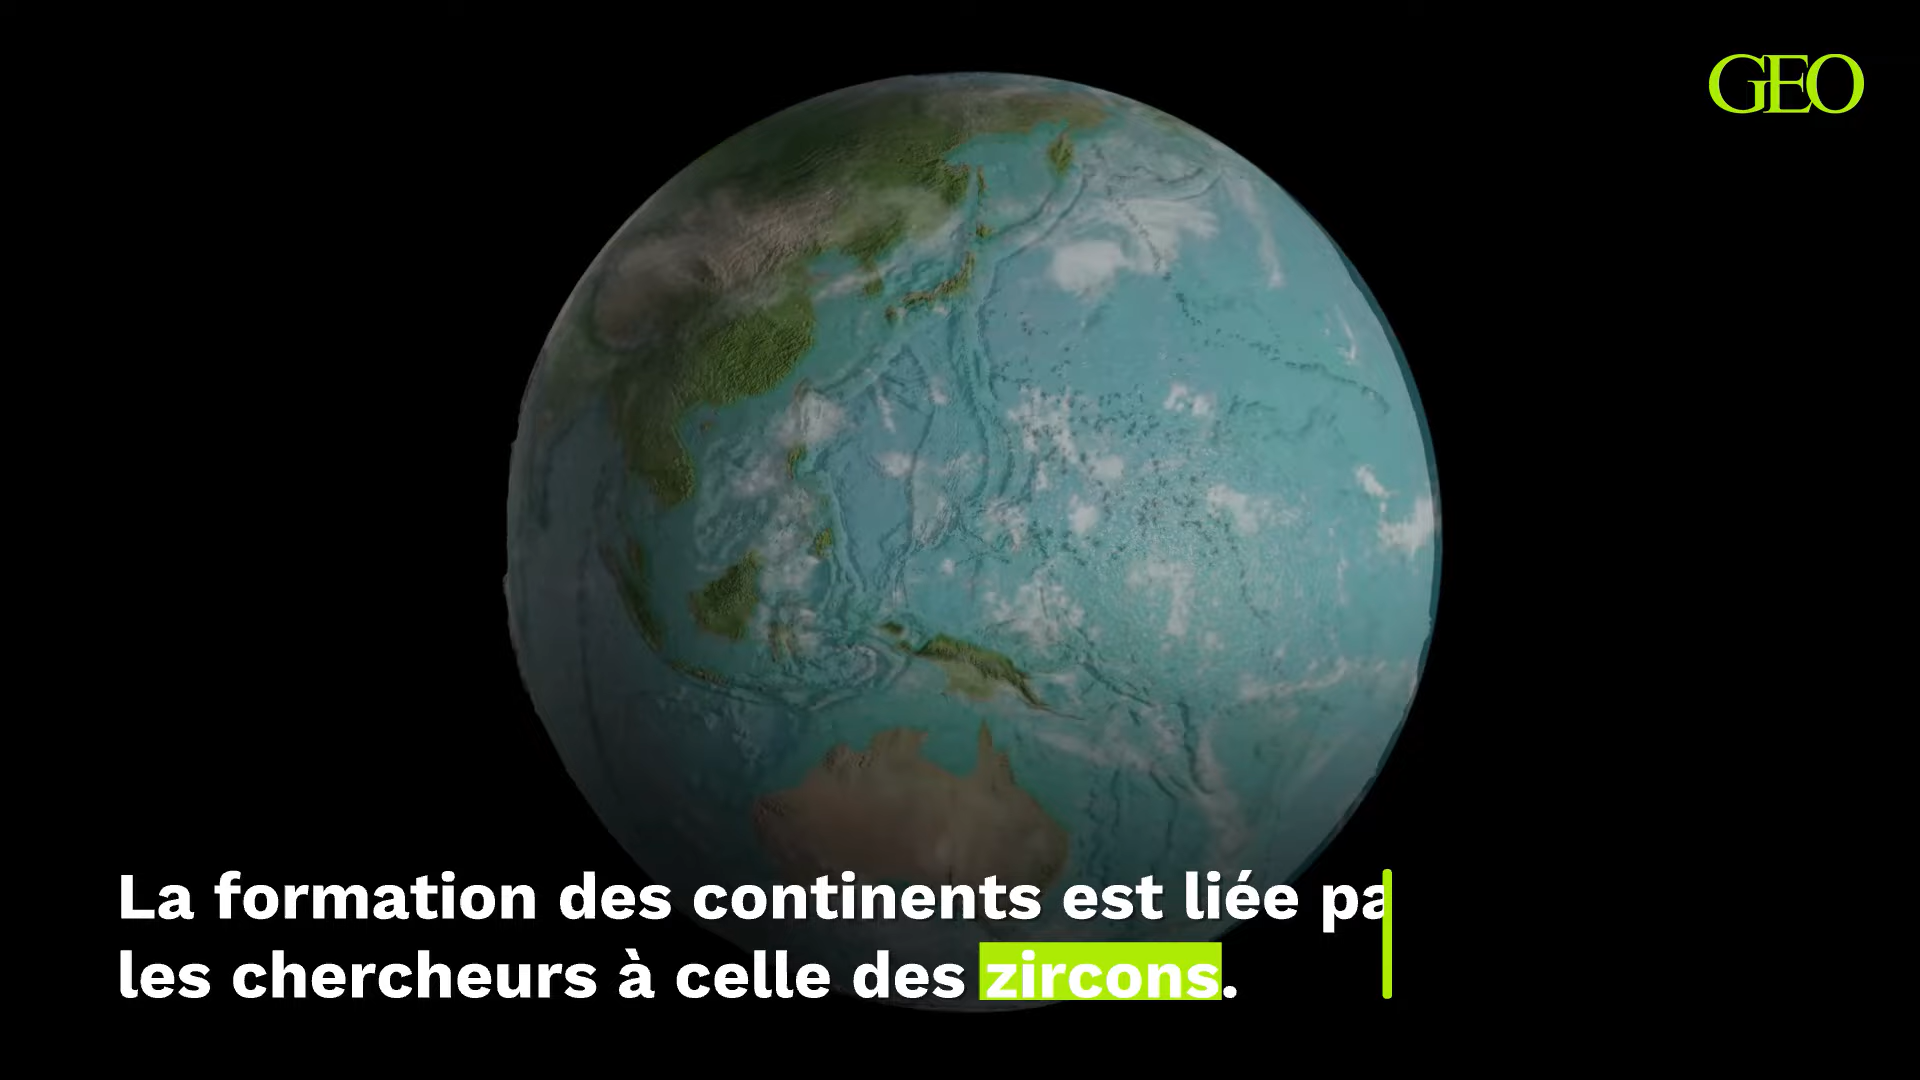 GEO
La formation des continents est liée pa
les chercheurs à celle des zircons.